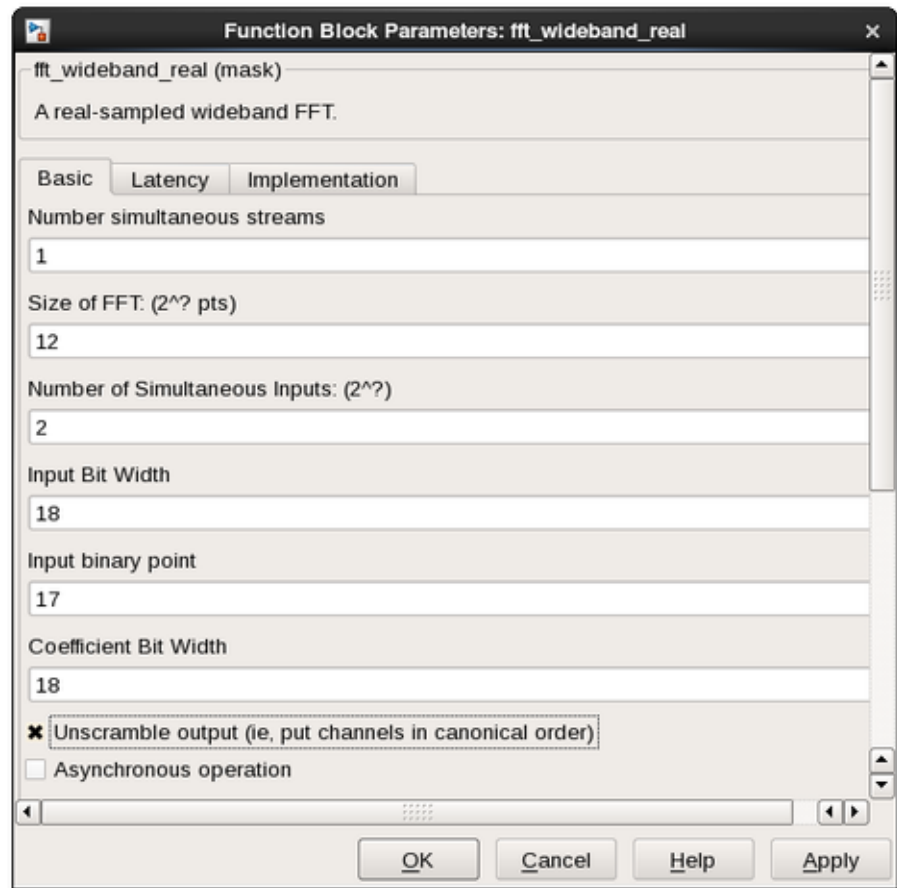 Function Block Parameters: fft_wideband_real
fft_wideband_real (mask)
A real-sampled wideband FFT.
Basic Latency Implementation
Number simultaneous streams
1
Size of FFT: (2^? pts)
12
Number of Simultaneous Inputs: (2^?)
2
Input Bit Width
18
Input binary point
17
Coefficient Bit Width
18
Unscramble output (ie, put channels in canonical order)
Asynchronous operation
OK Cancel Help Apply